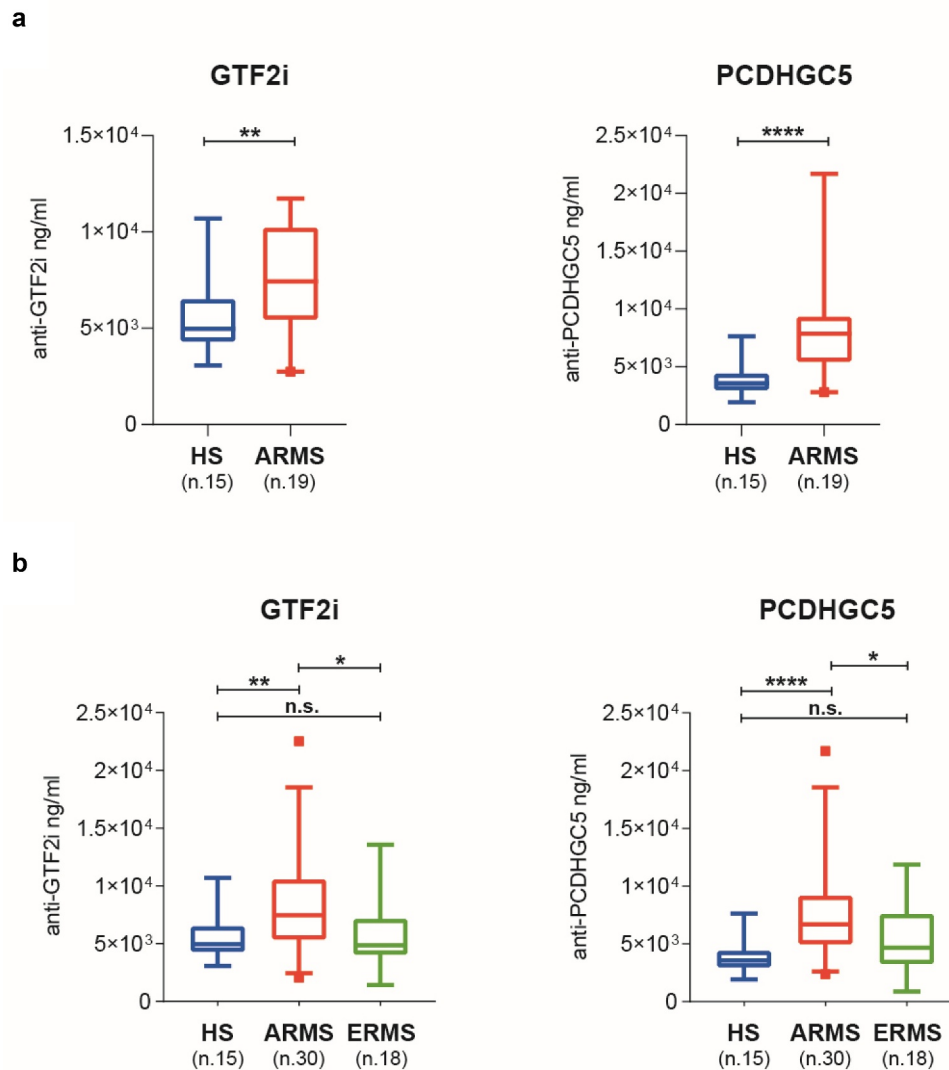 a
GTF2i
anti-GTF2i ng/ml
1.5×10⁴
1×10⁴
5×10³
0
**
HS
(n.15)
ARMS
(n.19)
PCDHGC5
anti-PCDHGC5 ng/ml
2.5×10⁴
2×10⁴
1.5×10⁴
1×10⁴
5×10³
0
****
HS
(n.15)
ARMS
(n.19)
b
GTF2i
anti-GTF2i ng/ml
*
**
n.s.
2.5×10⁴
2×10⁴
1.5×10⁴
1×10⁴
5×10³
0
HS
(n.15)
ARMS
(n.30)
ERMS
(n.18)
PCDHGC5
anti-PCDHGC5 ng/ml
*
****
n.s.
2.5×10⁴
2×10⁴
1.5×10⁴
1×10⁴
5×10³
0
HS
(n.15)
ARMS
(n.30)
ERMS
(n.18)